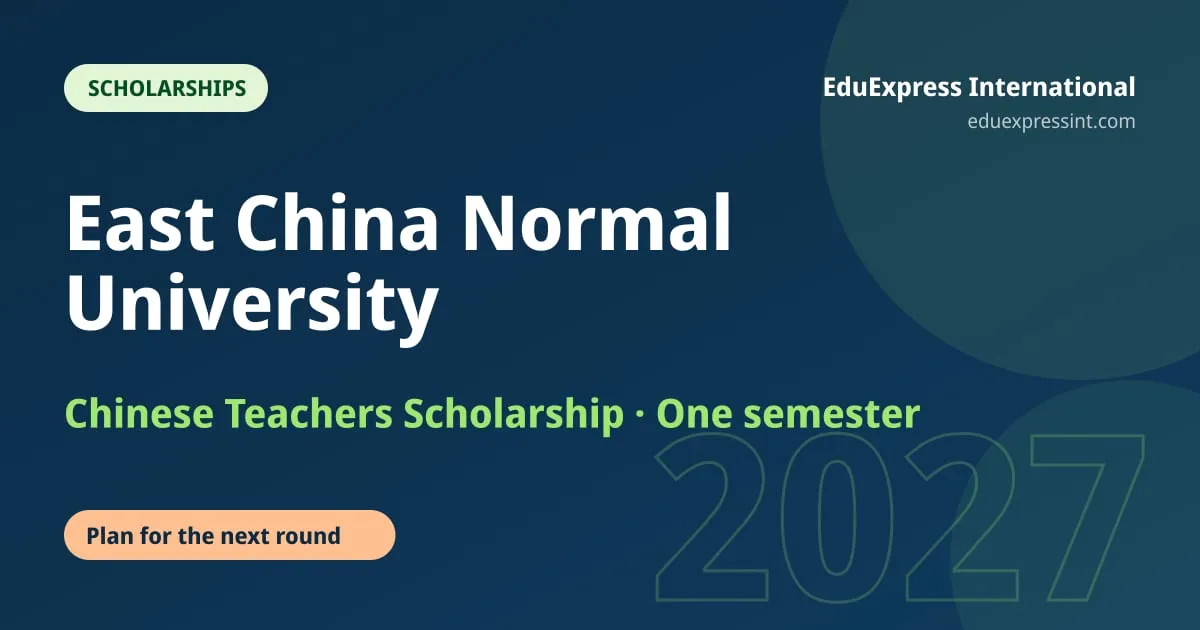 SCHOLARSHIPS
EduExpress International
eduexpressint.com
East China Normal
University
Chinese Teachers Scholarship · One semester
2027
Plan for the next round